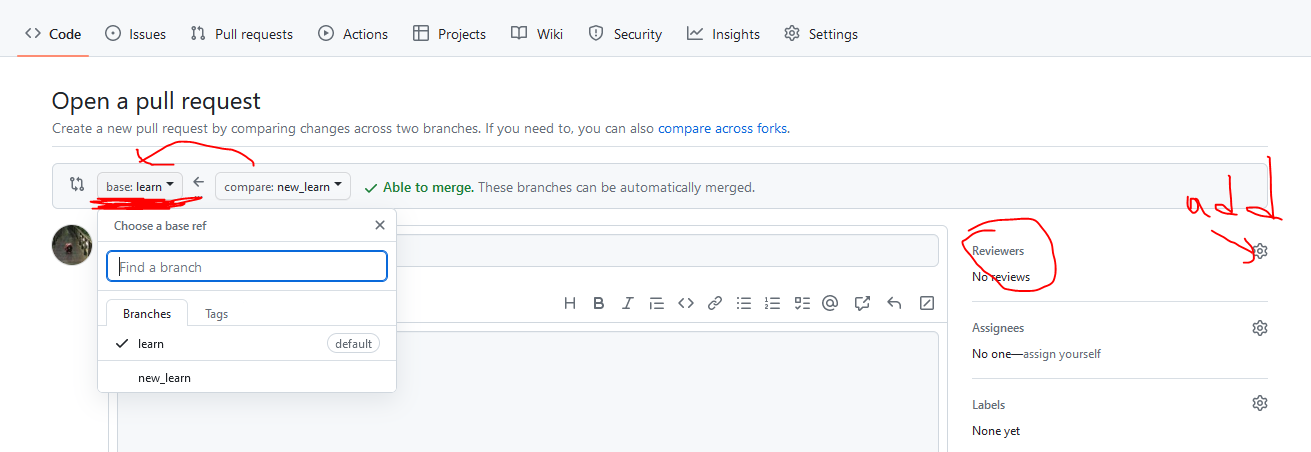 Code Issues Pull requests Actions Projects Wiki Security Insights Settings
Open a pull request
Create a new pull request by comparing changes across two branches. If you need to, you can also compare across forks.
base: learn compare: new_learn Able to merge. These branches can be automatically merged.
add
Choose a base ref
Find a branch
Branches Tags
learn default
new_learn
Reviewers
No reviews
Assignees
No one—assign yourself
Labels
None yet